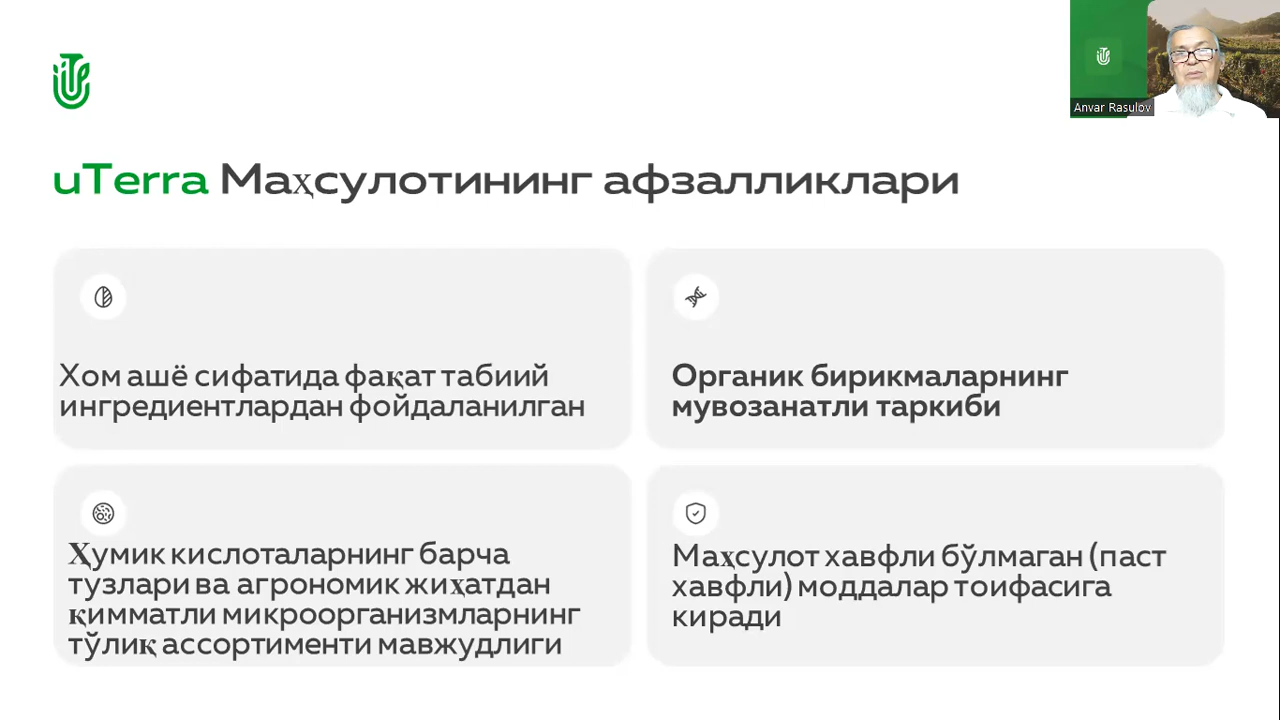 Anvar Rasulov
uTerra Маҳсулотининг афзалликлари
Хом ашё сифатида фақат табиий
ингредиентлардан фойдаланилган
Органик бирикмаларнинг
мувозанатли таркиби
Ҳумик кислоталарнинг барча
тузлари ва агрономик жиҳатдан
қимматли микроорганизмларнинг
тўлиқ ассортименти мавжудлиги
Маҳсулот хавфли бўлмаган (паст
хавфли) моддалар тоифасига
киради